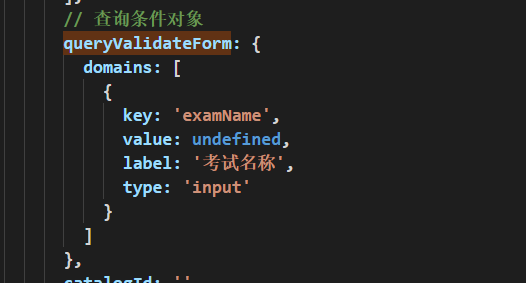 ],
// 查询条件对象
queryValidateForm: {
domains: [
{
key: 'examName',
value: undefined,
label: '考试名称',
type: 'input'
}
]
},
catalogId: ''